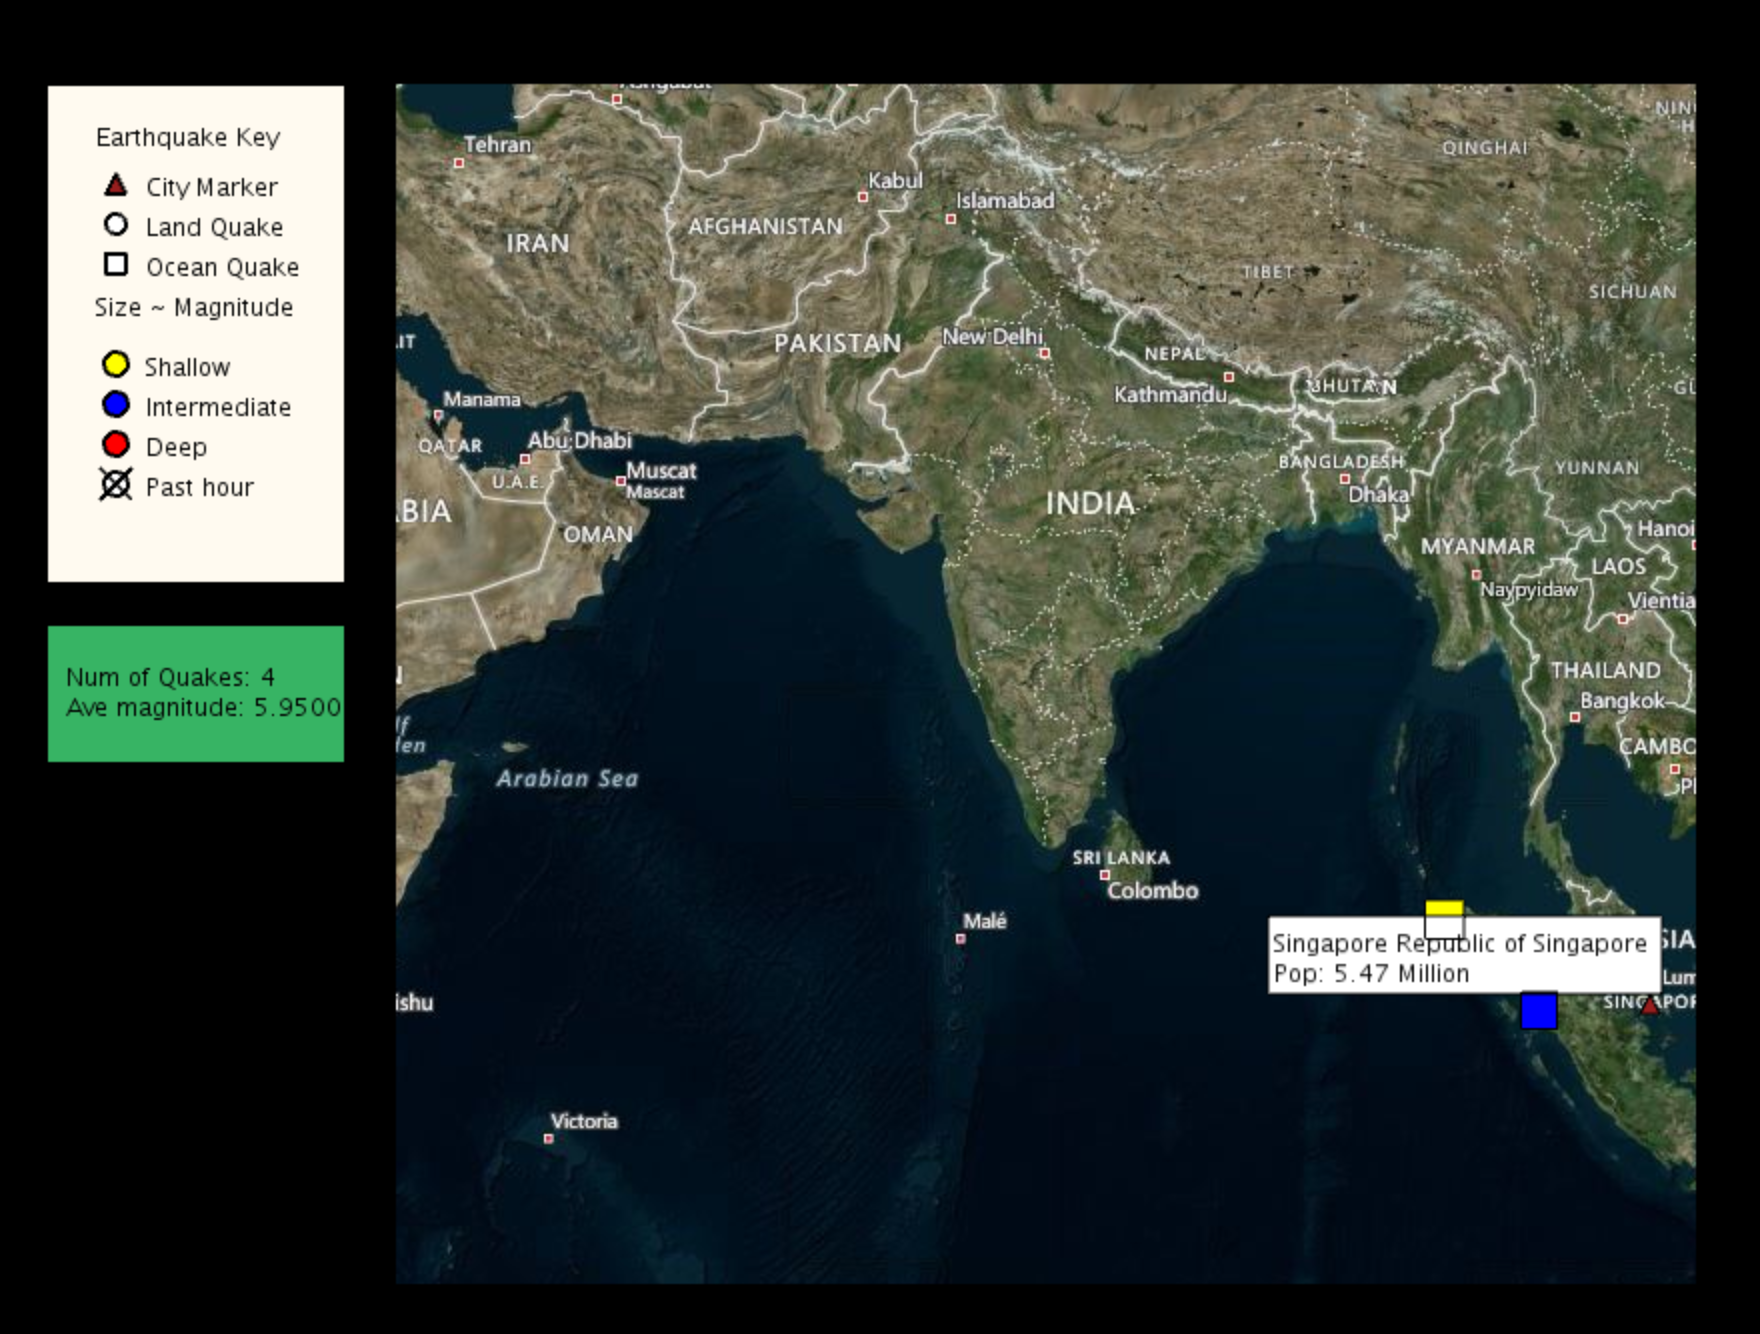 Earthquake Key
City Marker
Land Quake
Ocean Quake
Size ~ Magnitude
Shallow
Intermediate
Deep
Past hour
Num of Quakes: 4
Ave magnitude: 5.9500
Ashgabat
Tehran
Kabul
Islamabad
AFGHANISTAN
IRAN
QINGHAI
TIBET
SICHUAN
PAKISTAN
New Delhi
NEPAL
Kathmandu
BHUTAN
Manama
QATAR
Abu Dhabi
U.A.E.
Muscat
Mascat
OMAN
BIA
INDIA
BANGLADESH
Dhaka
YUNNAN
Hanoi
MYANMAR
LAOS
Naypyidaw
Vientia
THAILAND
Bangkok
CAMBO
Arabian Sea
SRI LANKA
Colombo
Malé
Singapore Republic of Singapore
Pop: 5.47 Million
SIA
Lum
SINGAPOR
ishu
Victoria